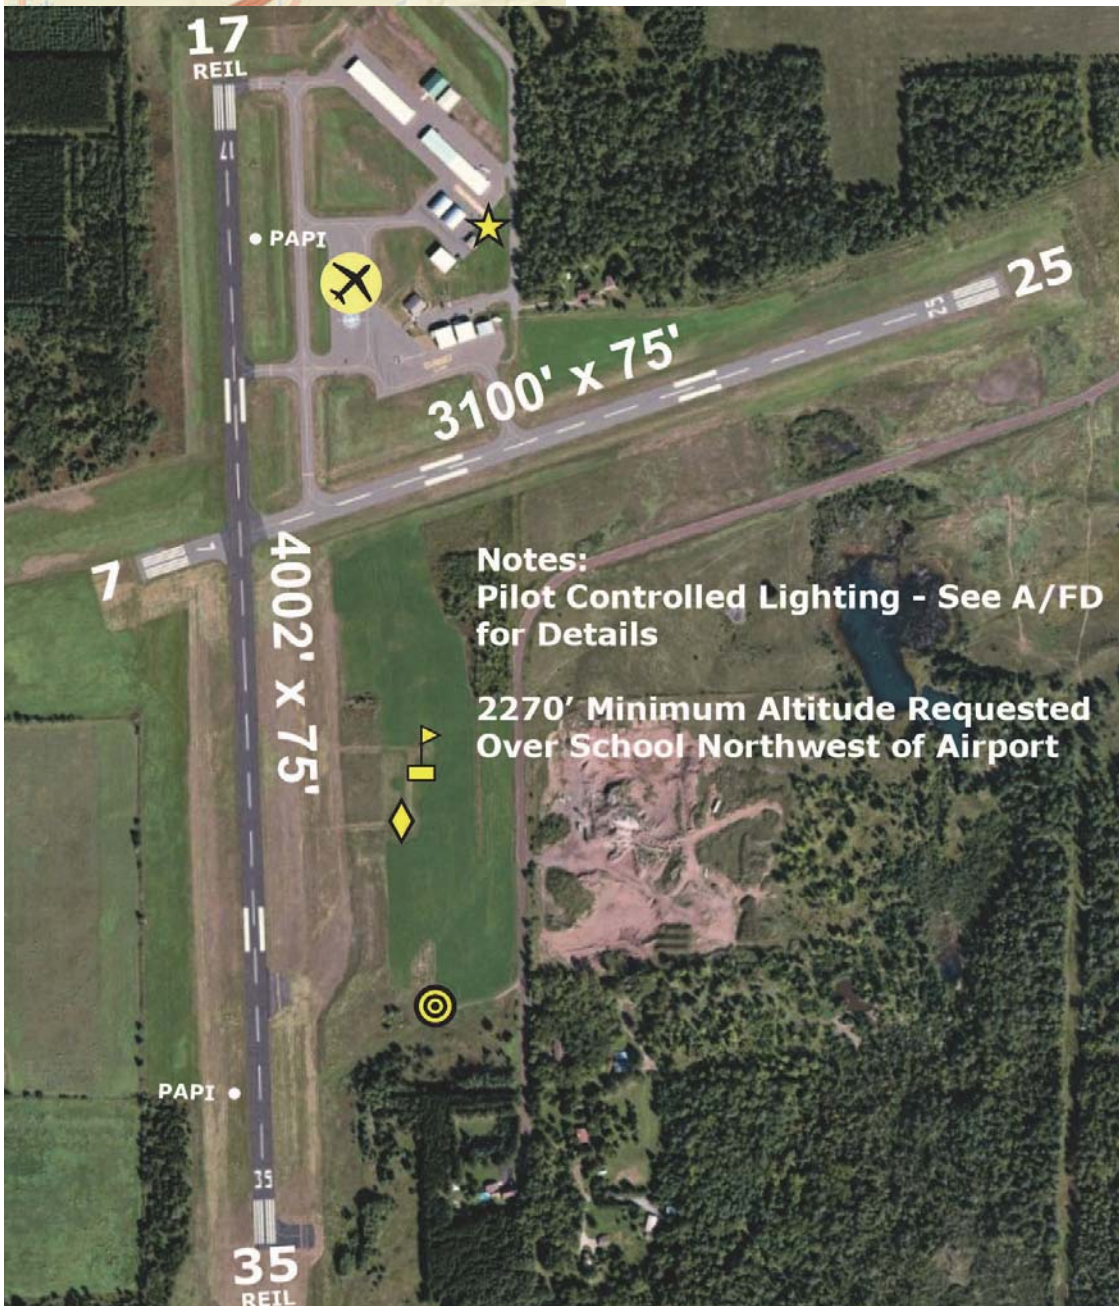 17
REIL
17
PAPI
25
25
3100' x 75'
7
7
4002' x 75'
Notes:
Pilot Controlled Lighting - See A/FD
for Details
2270’ Minimum Altitude Requested
Over School Northwest of Airport
PAPI
35
35
REIL